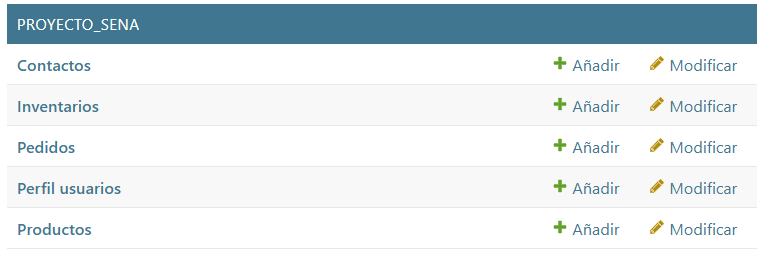 PROYECTO_SENA
Contactos Añadir Modificar
Inventarios Añadir Modificar
Pedidos Añadir Modificar
Perfil usuarios Añadir Modificar
Productos Añadir Modificar